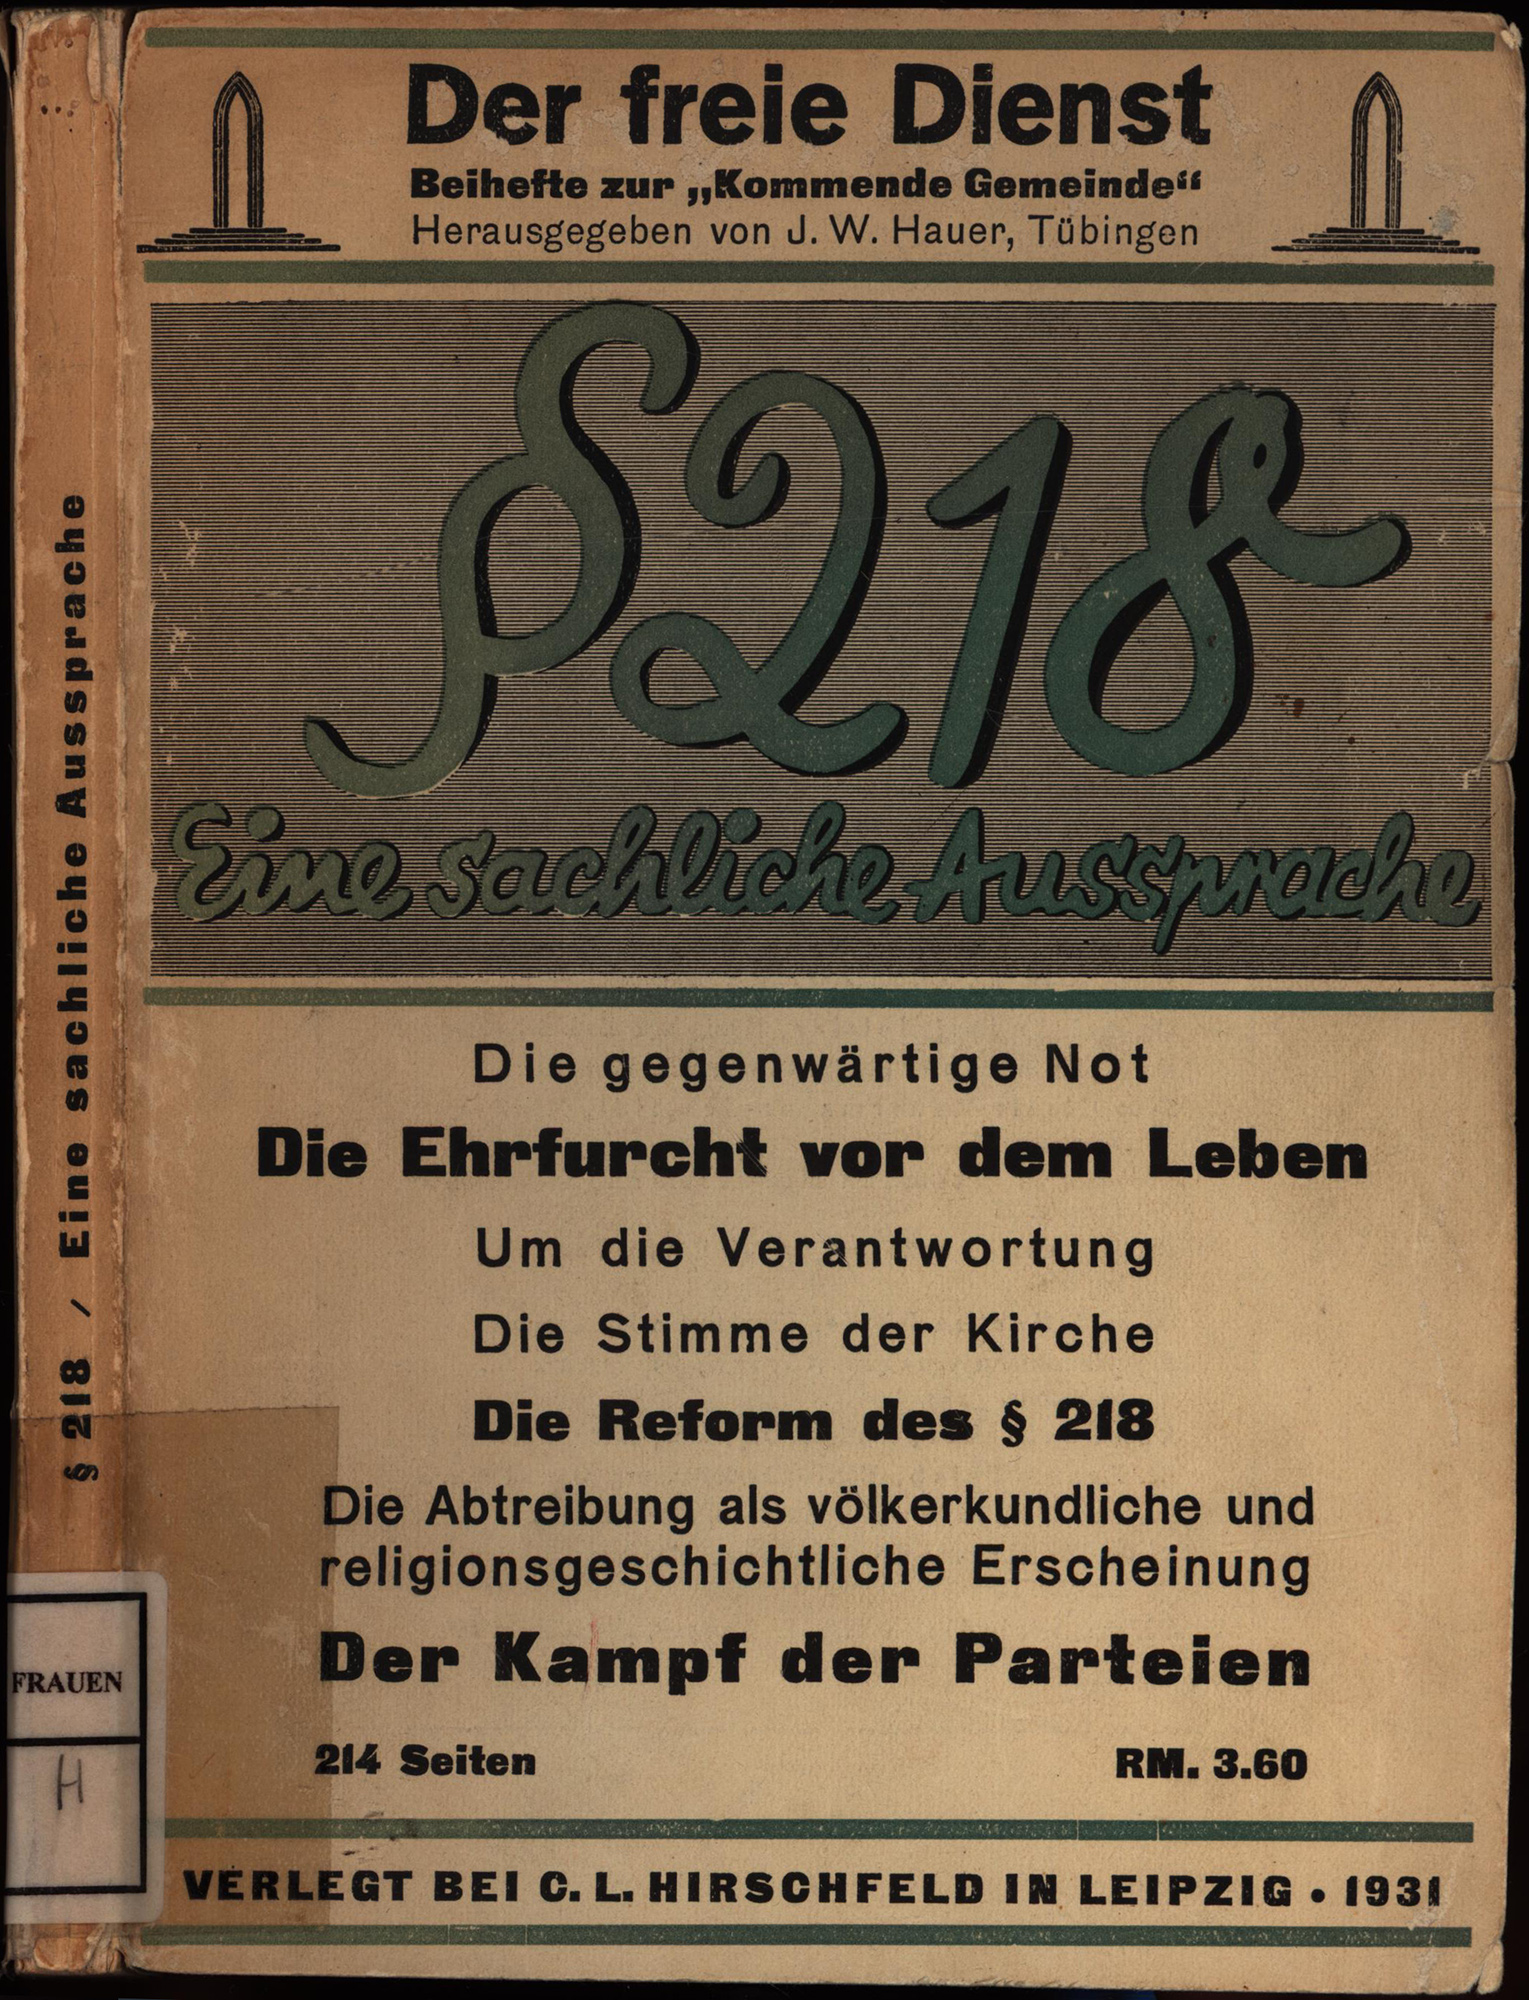 Der freie Dienst
Beihefte zur „Kommende Gemeinde“
Herausgegeben von J. W. Hauer, Tübingen
§ 218
Eine sachliche Aussprache
Die gegenwärtige Not
Die Ehrfurcht vor dem Leben
Um die Verantwortung
Die Stimme der Kirche
Die Reform des § 218
Die Abtreibung als völkerkundliche und
religionsgeschichtliche Erscheinung
Der Kampf der Parteien
214 Seiten RM. 3.60
VERLEGT BEI C. L. HIRSCHFELD IN LEIPZIG • 1931
§ 218 / Eine sachliche Aussprache
FRAUEN
H